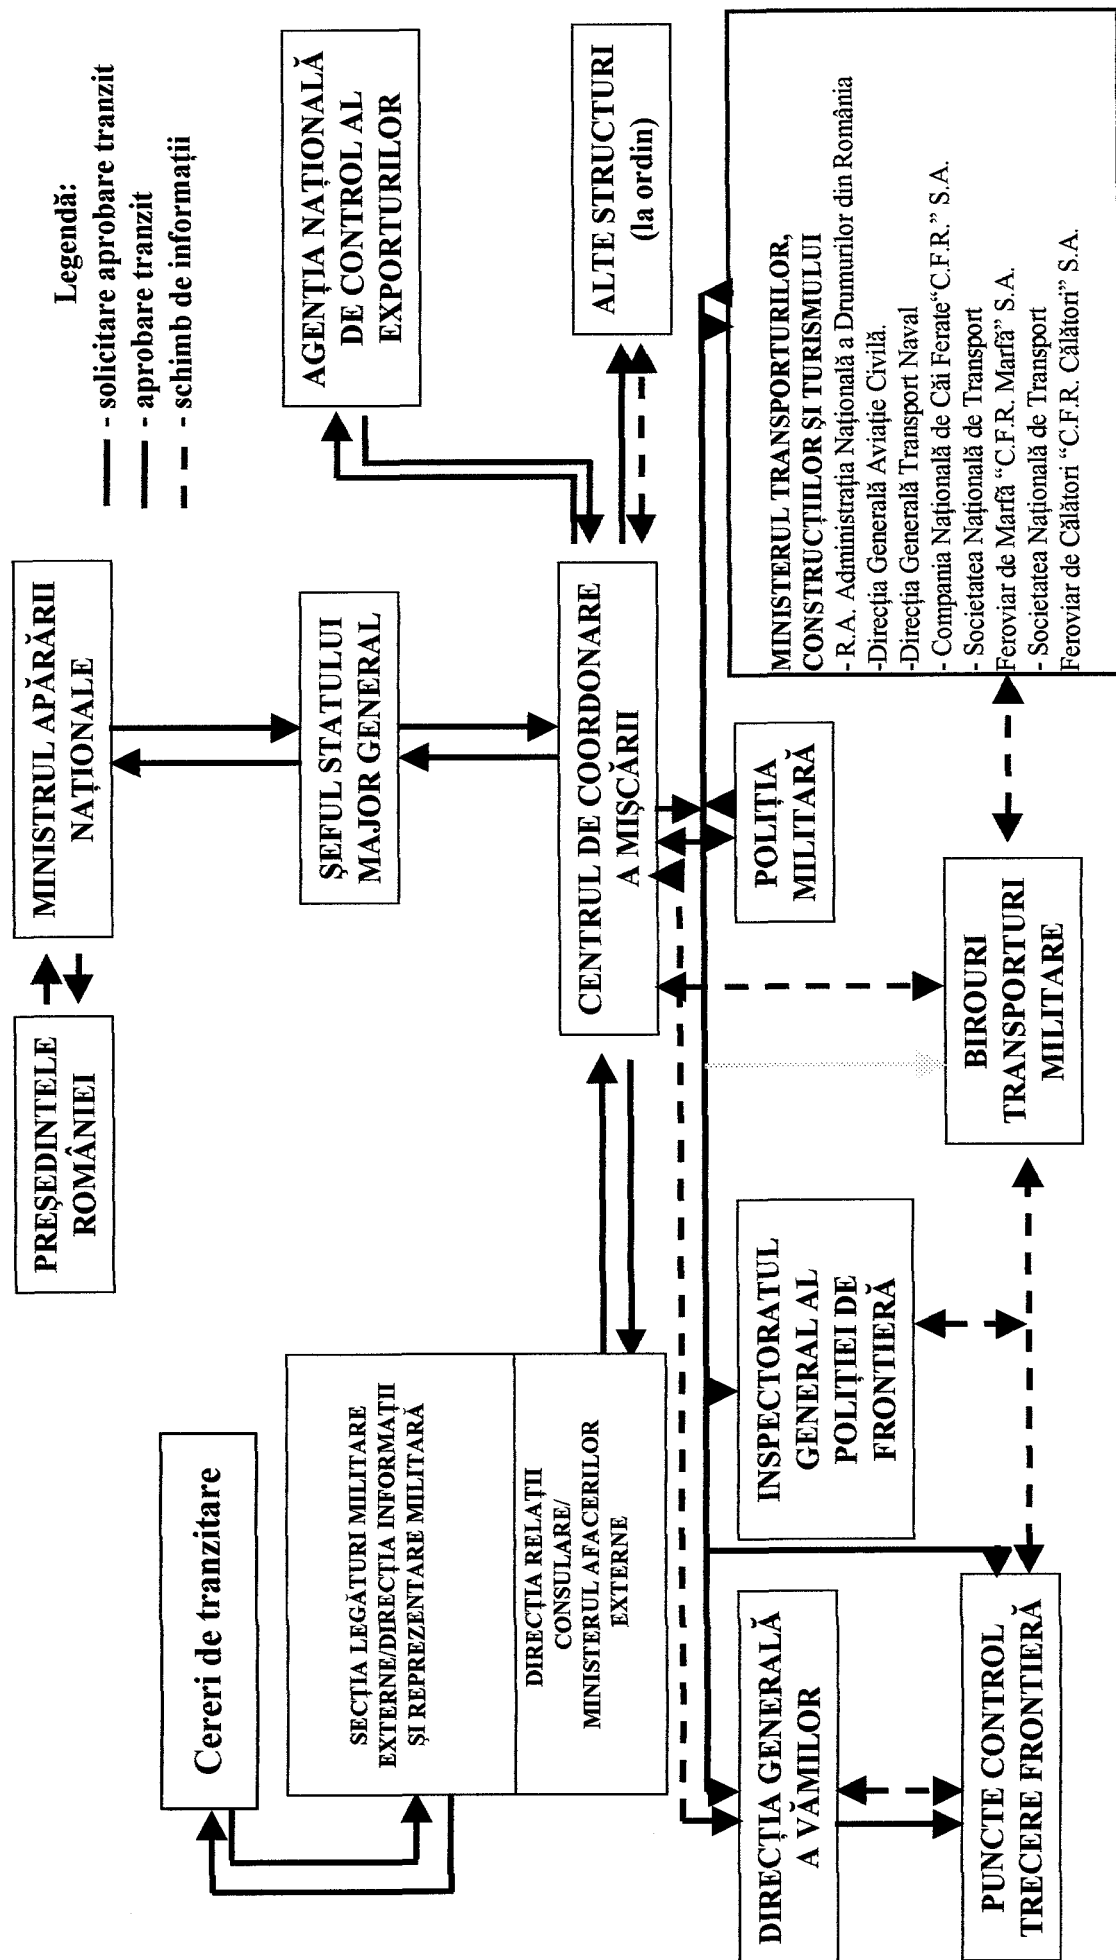 Legendă:
- solicitare aprobare tranzit
- aprobare tranzit
- schimb de informații
PREȘEDINTELE
ROMÂNIEI
MINISTRUL APĂRĂRII
NAȚIONALE
AGENȚIA NAȚIONALĂ
DE CONTROL AL
EXPORTURILOR
Cereri de tranzitare
ȘEFUL STATULUI
MAJOR GENERAL
SECȚIA LEGĂTURI MILITARE
EXTERNE/DIRECȚIA INFORMAȚII
ȘI REPREZENTARE MILITARĂ
DIRECȚIA RELAȚII
CONSULARE/
MINISTERUL AFACERILOR
EXTERNE
CENTRUL DE COORDONARE
A MIȘCĂRII
ALTE STRUCTURI
(la ordin)
DIRECȚIA GENERALĂ
A VĂMILOR
INSPECTORATUL
GENERAL AL
POLIȚIEI DE
FRONTIERĂ
POLIȚIA
MILITARĂ
MINISTERUL TRANSPORTURILOR,
CONSTRUCȚIILOR ȘI TURISMULUI
- R.A. Administrația Națională a Drumurilor din România
-Direcția Generală Aviație Civilă.
-Direcția Generală Transport Naval
- Compania Națională de Căi Ferate“C.F.R.” S.A.
- Societatea Națională de Transport
Feroviar de Marfă “C.F.R. Marfă” S.A.
- Societatea Națională de Transport
Feroviar de Călători “C.F.R. Călători” S.A.
PUNCTE CONTROL
TRECERE FRONTIERĂ
BIROURI
TRANSPORTURI
MILITARE